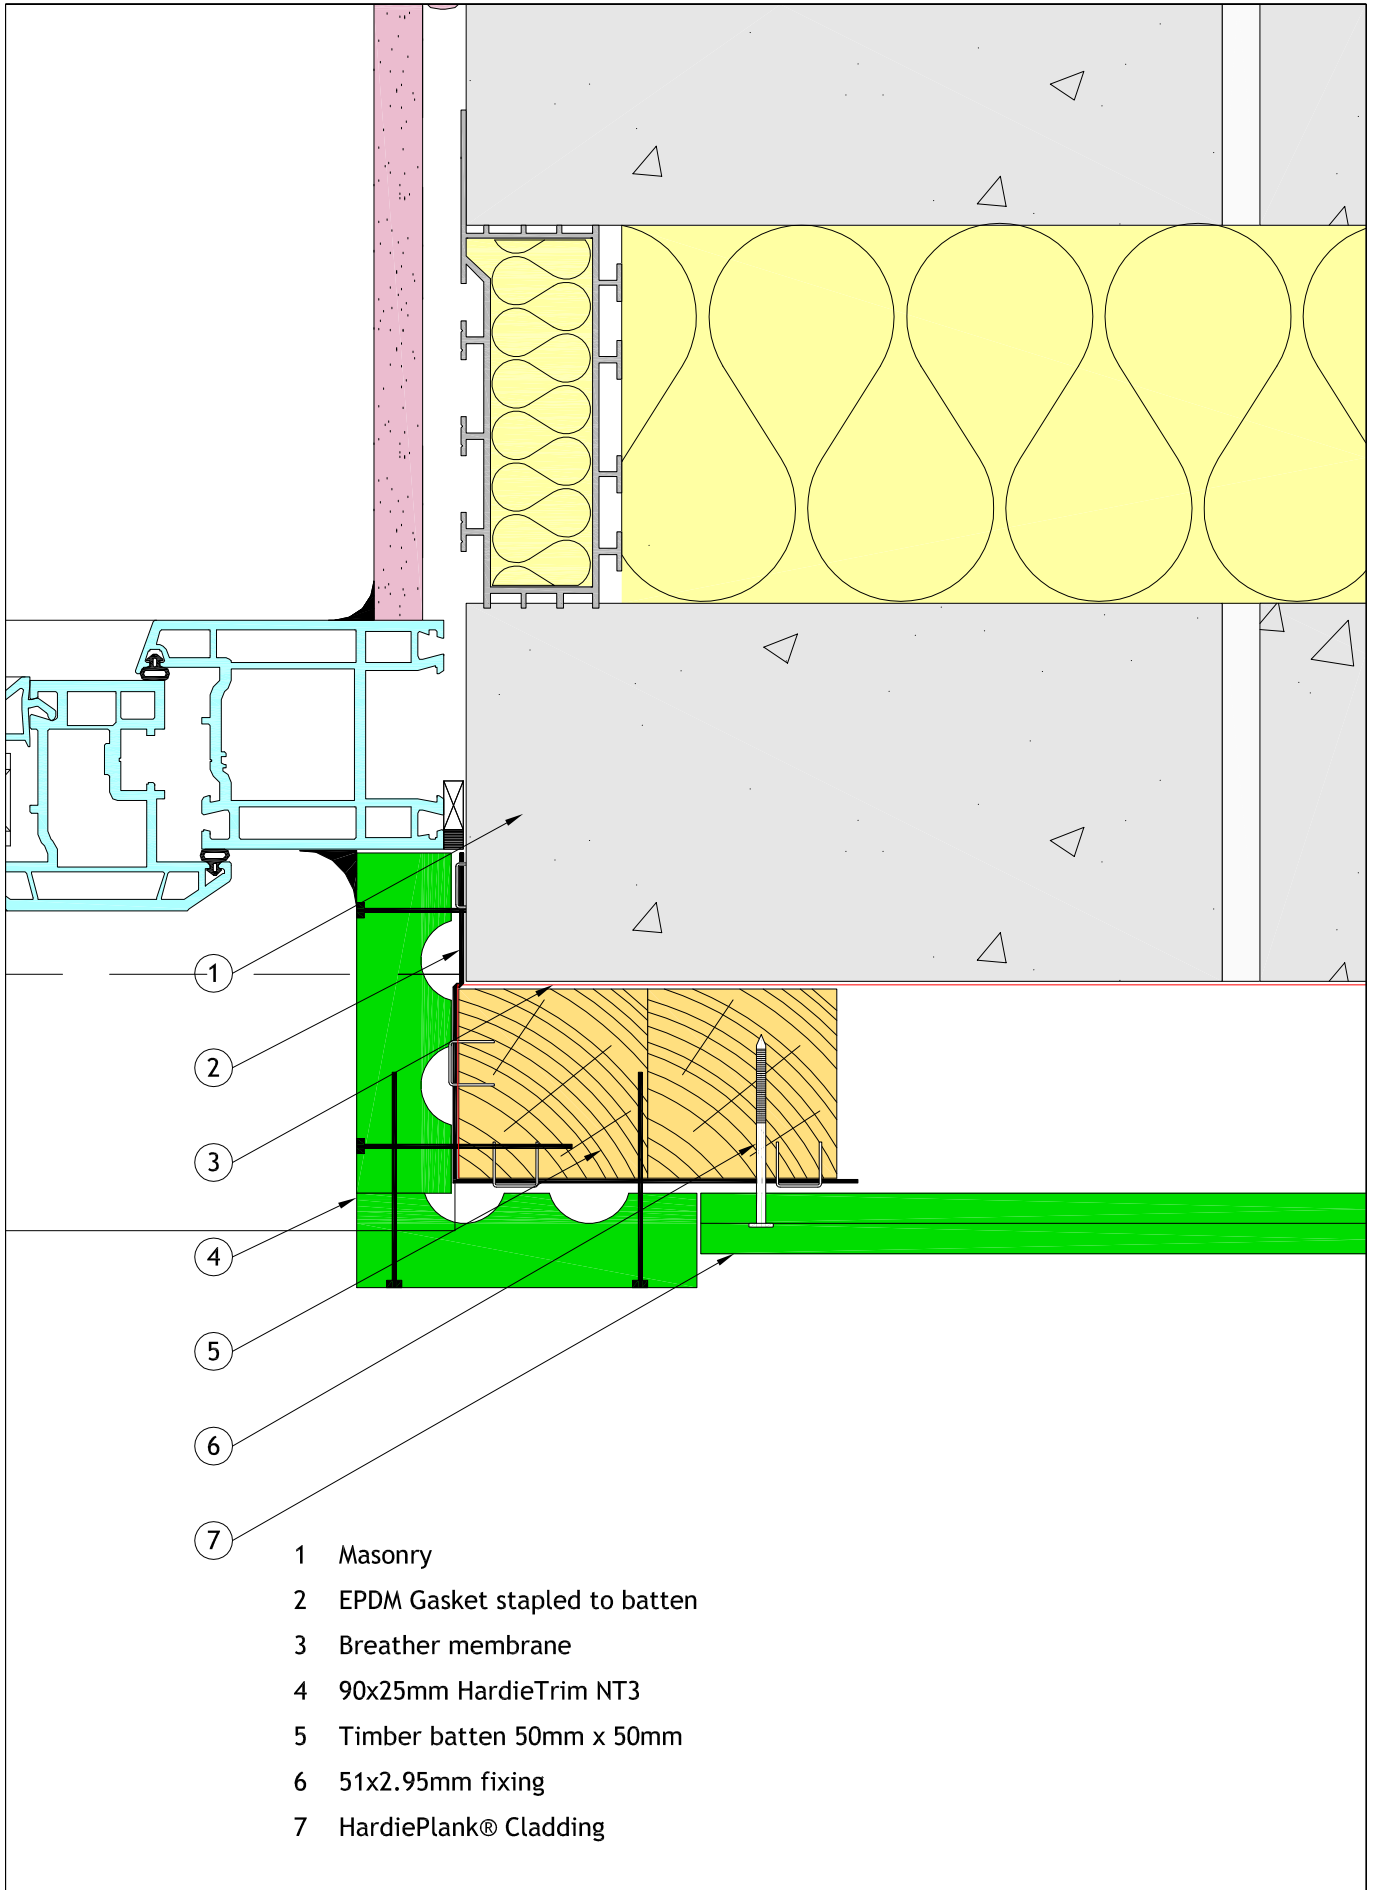 1
2
3
4
5
6
7
1 Masonry
2 EPDM Gasket stapled to batten
3 Breather membrane
4 90x25mm HardieTrim NT3
5 Timber batten 50mm x 50mm
6 51x2.95mm fixing
7 HardiePlank® Cladding